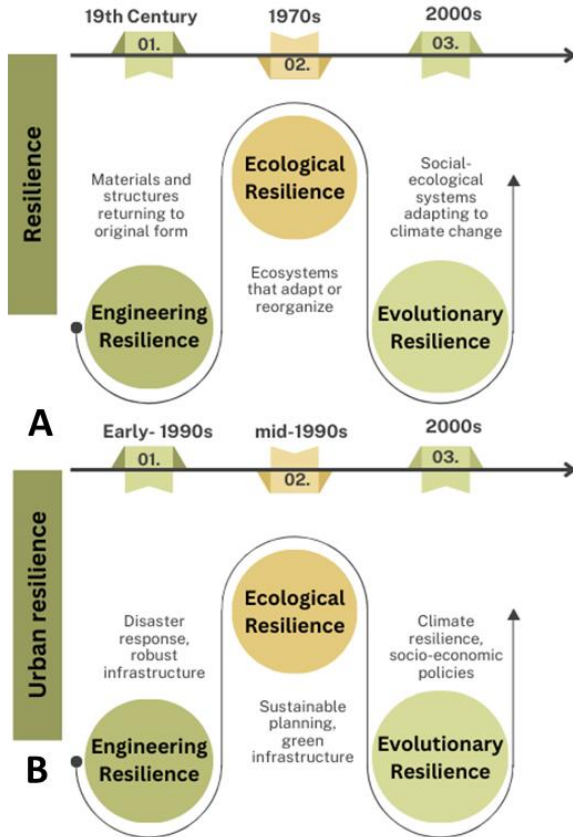 19th Century
1970s
2000s
01.
02.
03.
Resilience
Ecological
Resilience
Materials and
structures
returning to
original form
Social-
ecological
systems
adapting to
climate change
Ecosystems
that adapt or
reorganize
Engineering
Resilience
Evolutionary
Resilience
A
Early- 1990s
mid-1990s
2000s
01.
02.
03.
Urban resilience
Ecological
Resilience
Disaster
response,
robust
infrastructure
Climate
resilience,
socio-economic
policies
Sustainable
planning,
green
infrastructure
Engineering
Resilience
Evolutionary
Resilience
B